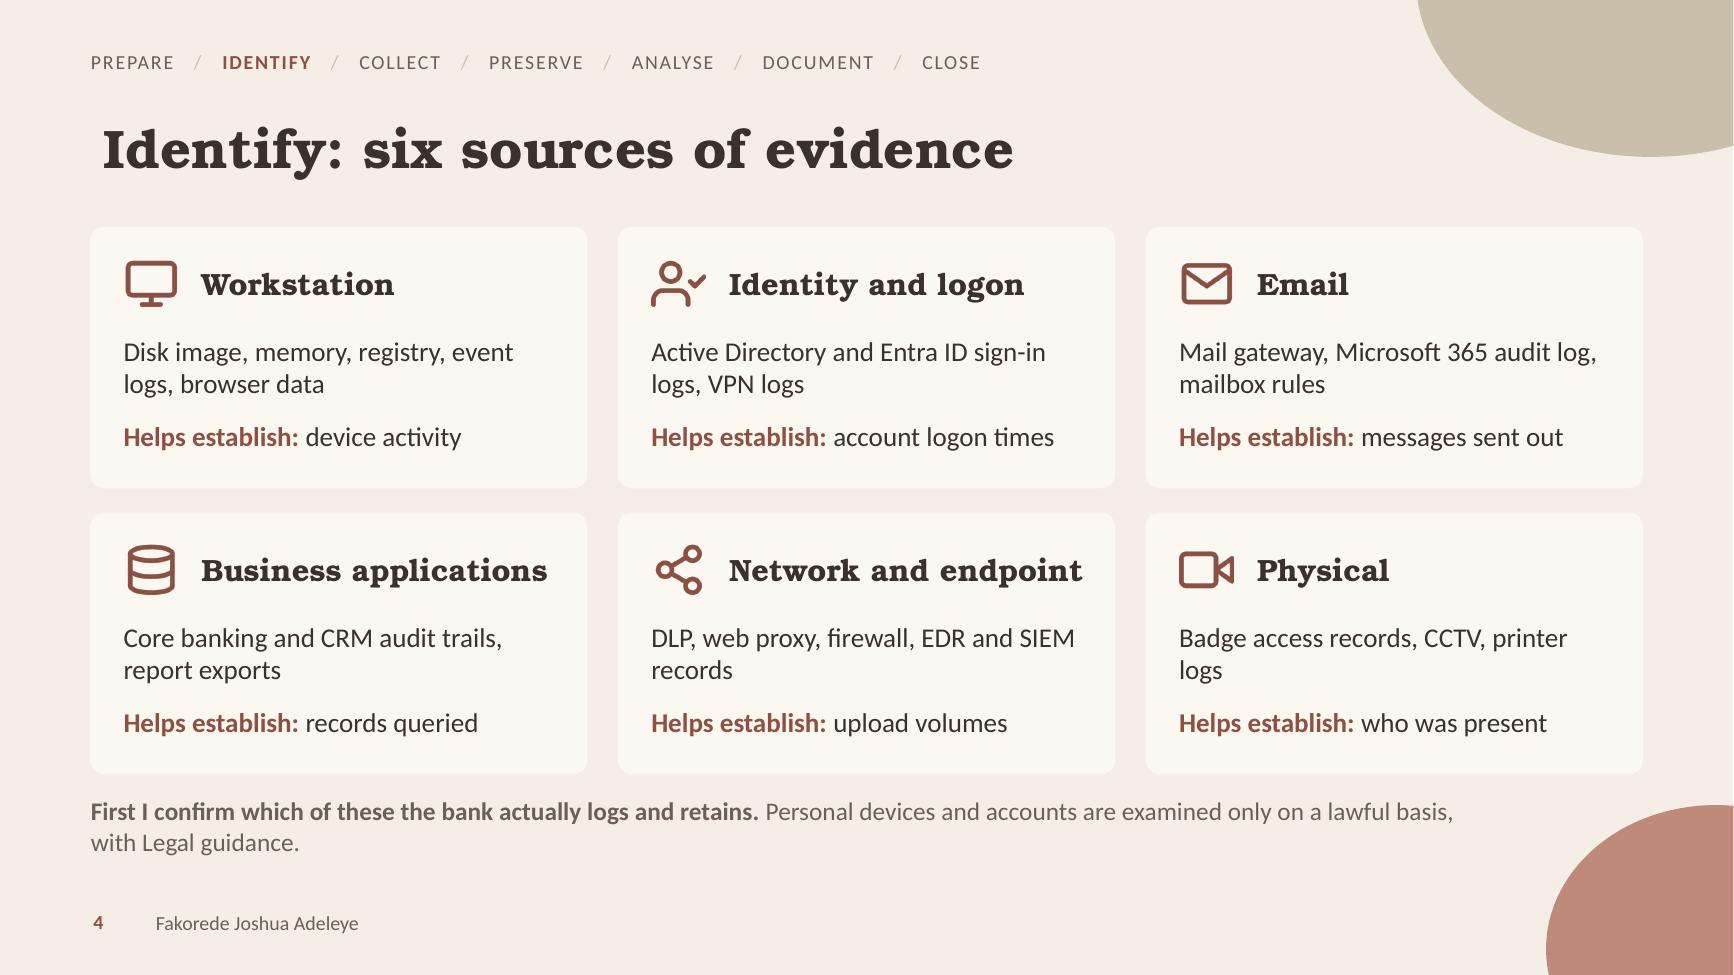 PREPARE / IDENTIFY / COLLECT / PRESERVE / ANALYSE / DOCUMENT / CLOSE
Identify: six sources of evidence
Workstation
Disk image, memory, registry, event
logs, browser data
Helps establish: device activity
Identity and logon
Active Directory and Entra ID sign-in
logs, VPN logs
Helps establish: account logon times
Email
Mail gateway, Microsoft 365 audit log,
mailbox rules
Helps establish: messages sent out
Business applications
Core banking and CRM audit trails,
report exports
Helps establish: records queried
Network and endpoint
DLP, web proxy, firewall, EDR and SIEM
records
Helps establish: upload volumes
Physical
Badge access records, CCTV, printer
logs
Helps establish: who was present
First I confirm which of these the bank actually logs and retains. Personal devices and accounts are examined only on a lawful basis,
with Legal guidance.
4 Fakorede Joshua Adeleye